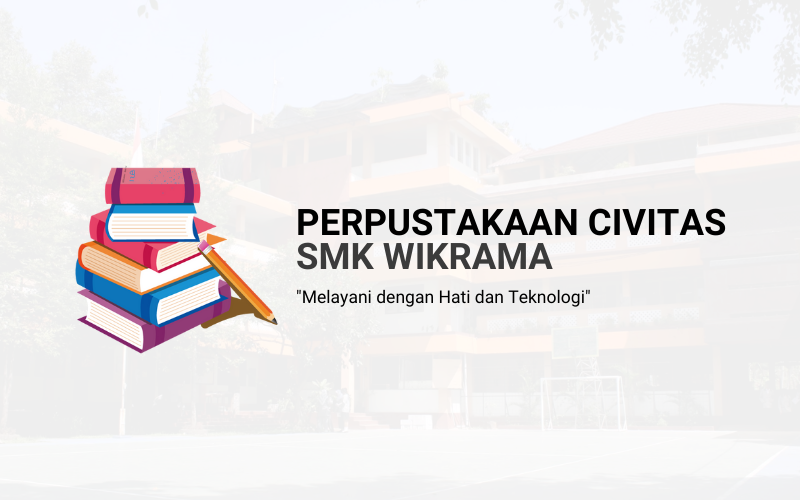 PERPUSTAKAAN CIVITAS
SMK WIKRAMA
"Melayani dengan Hati dan Teknologi"